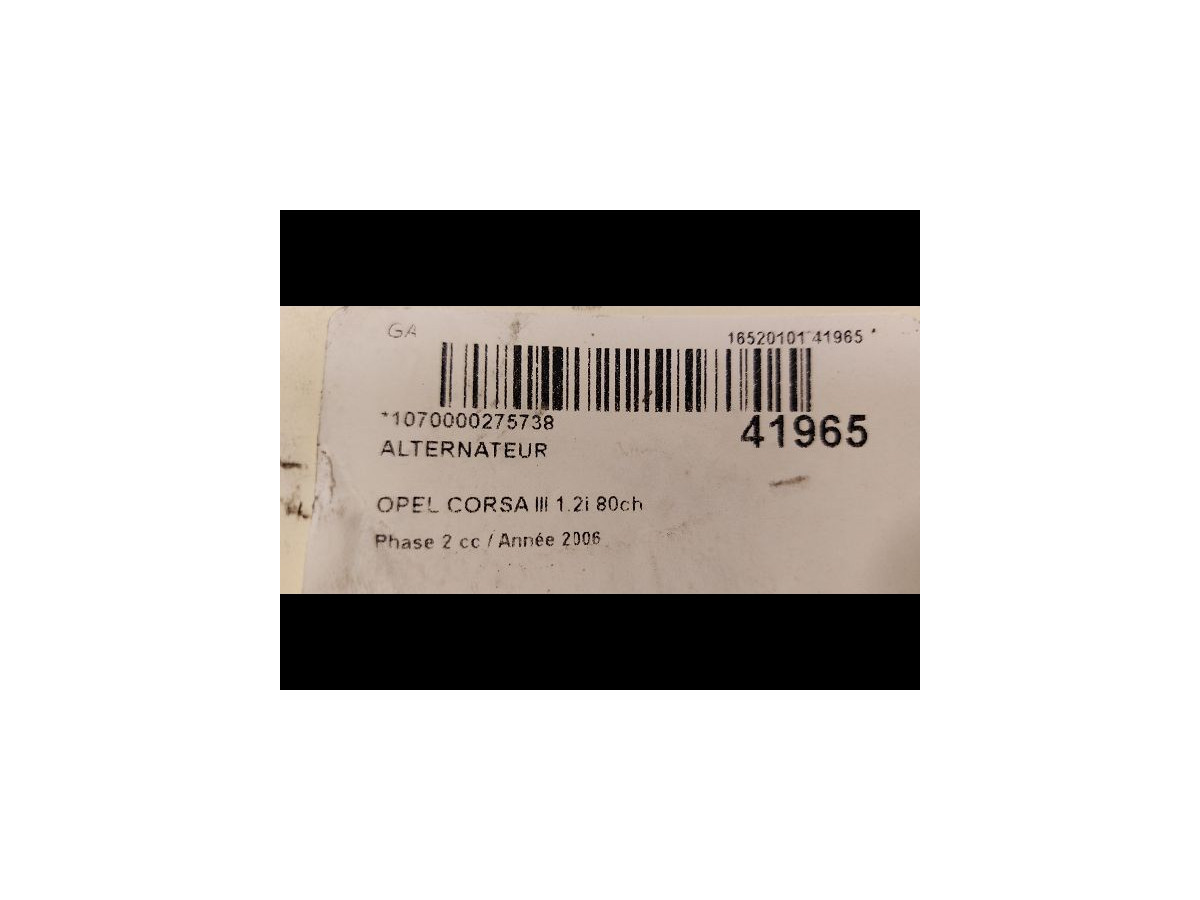 GA
16520101 41965 *
*1070000275738
41965
ALTERNATEUR
OPEL CORSA III 1.2i 80ch
Phase 2 cc / Année 2006